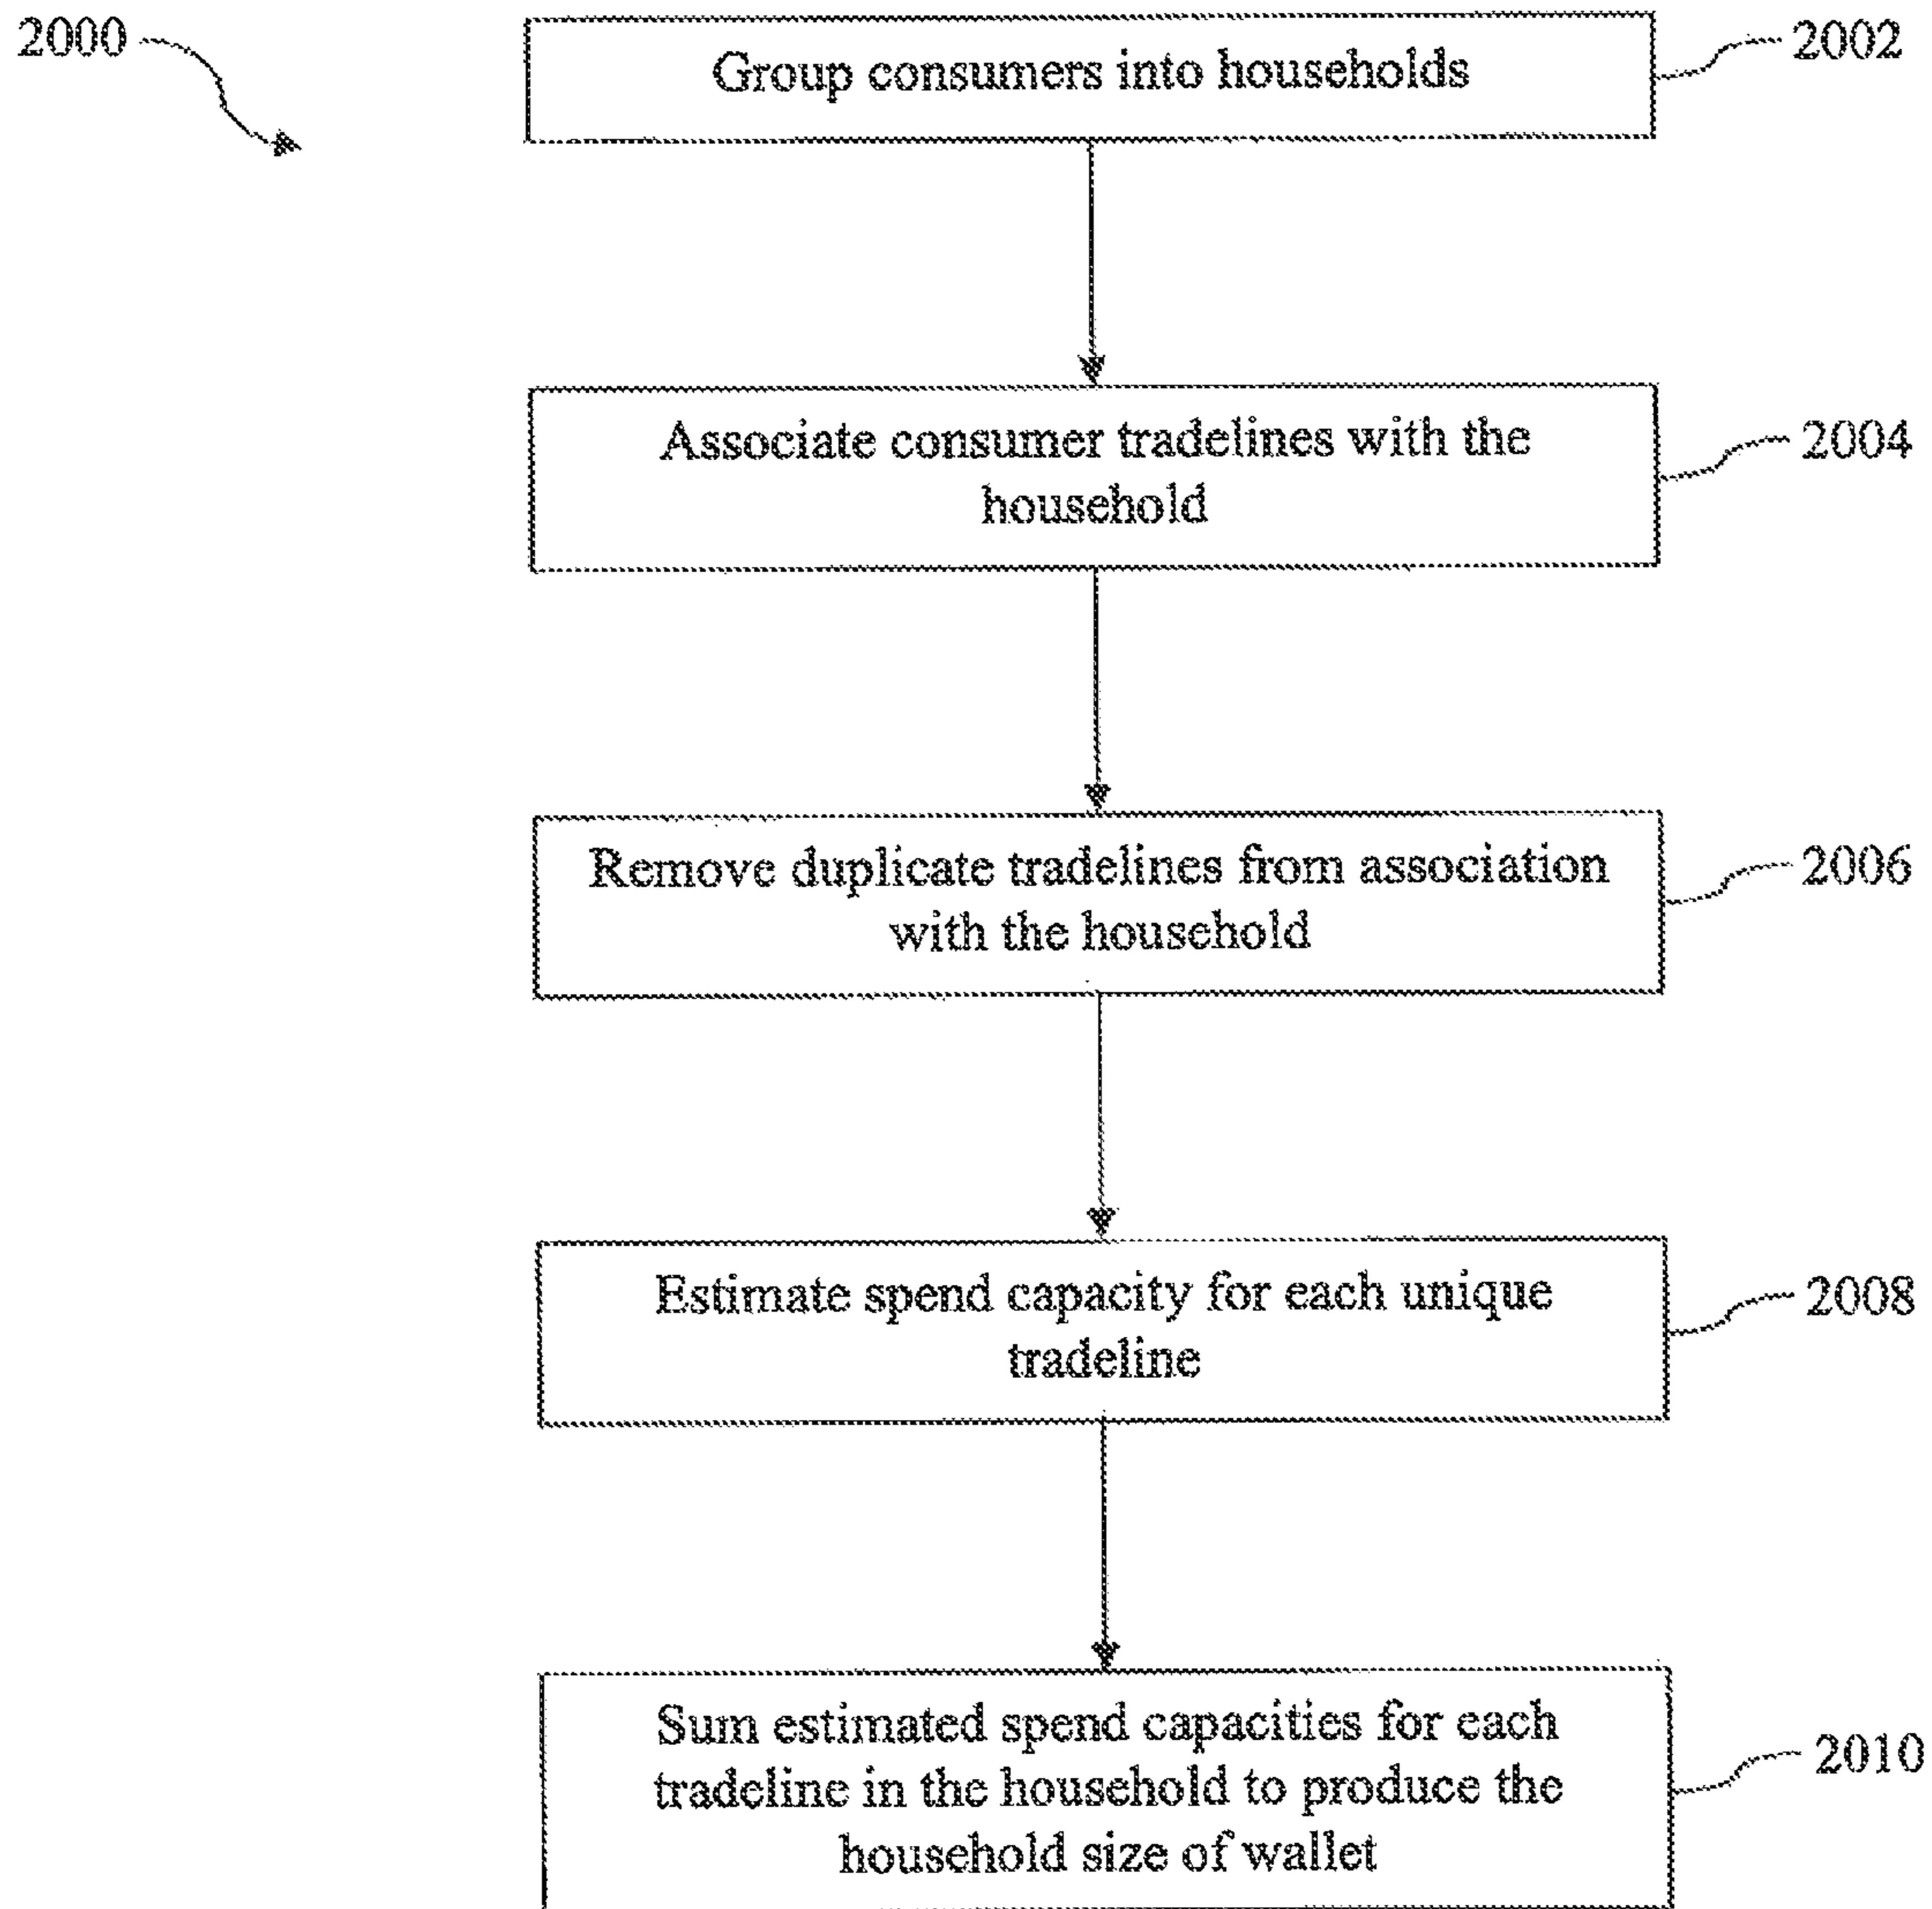 2000
Group consumers into households
2002
Associate consumer tradelines with the
household
2004
Remove duplicate tradelines from association
with the household
2006
Estimate spend capacity for each unique
tradeline
2008
Sum estimated spend capacities for each
tradeline in the household to produce the
household size of wallet
2010